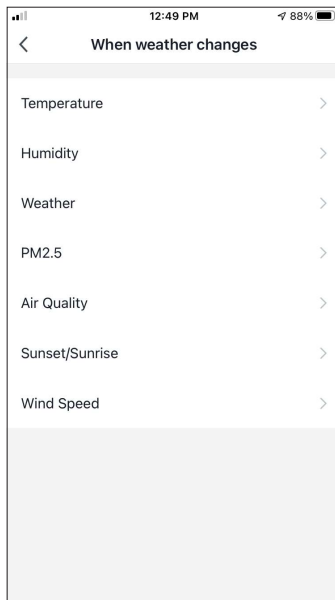 12:49 PM 88%
When weather changes
Temperature
Humidity
Weather
PM2.5
Air Quality
Sunset/Sunrise
Wind Speed